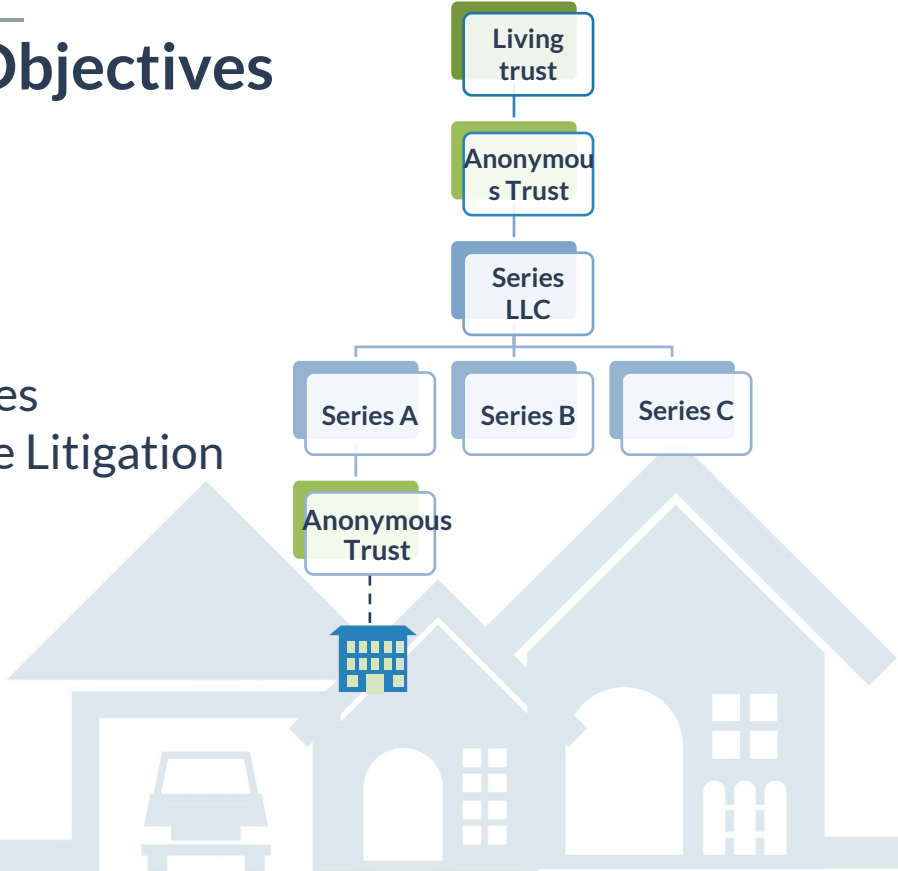 Objectives
es
e Litigation
Living
trust
Anonymou
s Trust
Series
LLC
Series A
Series B
Series C
Anonymous
Trust